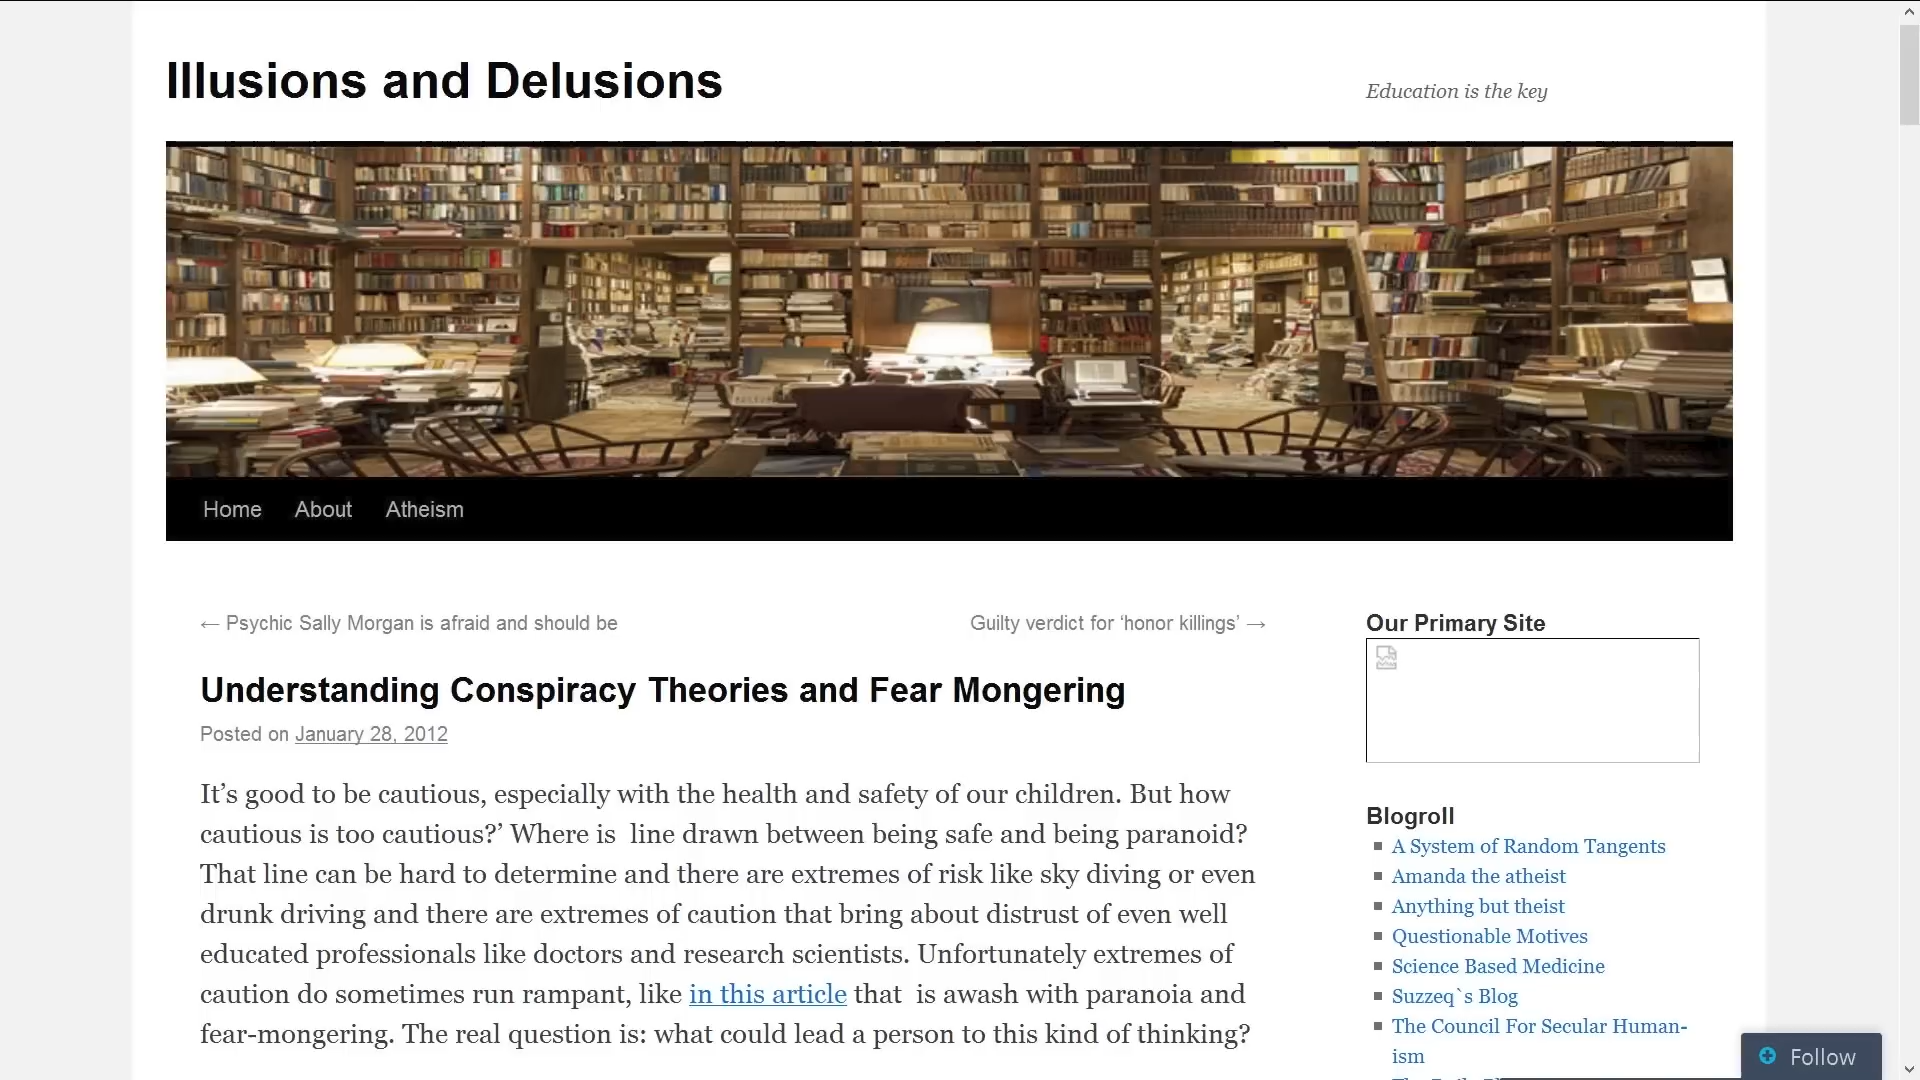 Illusions and Delusions
Education is the key
Home About Atheism
← Psychic Sally Morgan is afraid and should be
Guilty verdict for ‘honor killings’ →
Understanding Conspiracy Theories and Fear Mongering
Posted on January 28, 2012
It’s good to be cautious, especially with the health and safety of our children. But how
cautious is too cautious?’ Where is  line drawn between being safe and being paranoid?
That line can be hard to determine and there are extremes of risk like sky diving or even
drunk driving and there are extremes of caution that bring about distrust of even well
educated professionals like doctors and research scientists. Unfortunately extremes of
caution do sometimes run rampant, like in this article that  is awash with paranoia and
fear-mongering. The real question is: what could lead a person to this kind of thinking?
Our Primary Site
Blogroll
A System of Random Tangents
Amanda the atheist
Anything but theist
Questionable Motives
Science Based Medicine
Suzzeq`s Blog
The Council For Secular Human-
ism
Follow